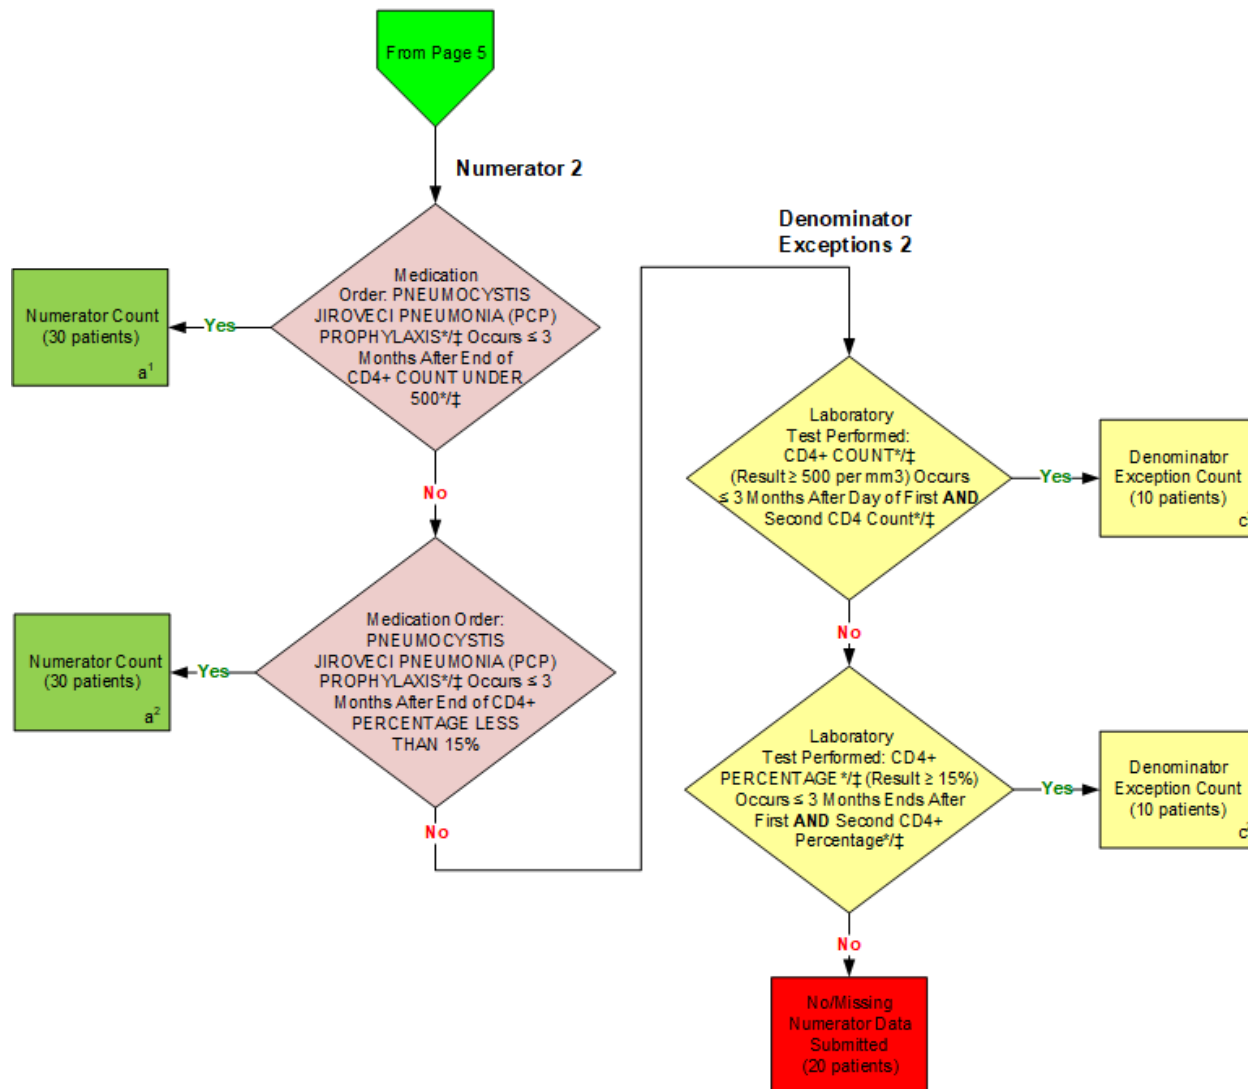 From Page 5
Numerator 2
Medication
Order: PNEUMOCYSTIS
JIROVECI PNEUMONIA (PCP)
PROPHYLAXIS*/‡ Occurs ≤ 3
Months After End of
CD4+ COUNT UNDER
500*/‡
Yes
Numerator Count
(30 patients)
a¹
No
Medication Order:
PNEUMOCYSTIS
JIROVECI PNEUMONIA (PCP)
PROPHYLAXIS*/‡ Occurs ≤ 3
Months After End of CD4+
PERCENTAGE LESS
THAN 15%
Yes
Numerator Count
(30 patients)
a²
No
Denominator
Exceptions 2
Laboratory
Test Performed:
CD4+ COUNT*/‡
(Result ≥ 500 per mm3) Occurs
≤ 3 Months After Day of First AND
Second CD4 Count*/‡
Yes
Denominator
Exception Count
(10 patients)
c
No
Laboratory
Test Performed: CD4+
PERCENTAGE*/‡ (Result ≥ 15%)
Occurs ≤ 3 Months Ends After
First AND Second CD4+
Percentage*/‡
Yes
Denominator
Exception Count
(10 patients)
c
No
No/Missing
Numerator Data
Submitted
(20 patients)